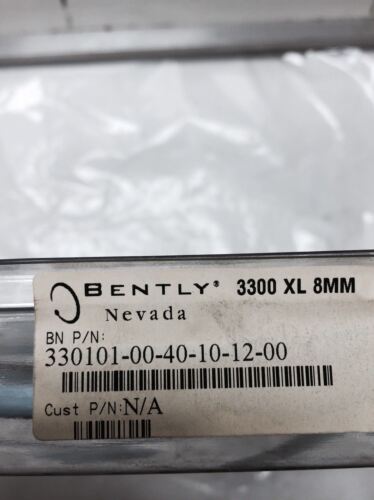 BENTLY® 3300 XL 8MM
Nevada
BN P/N:
330101-00-40-10-12-00
Cust P/N:N/A